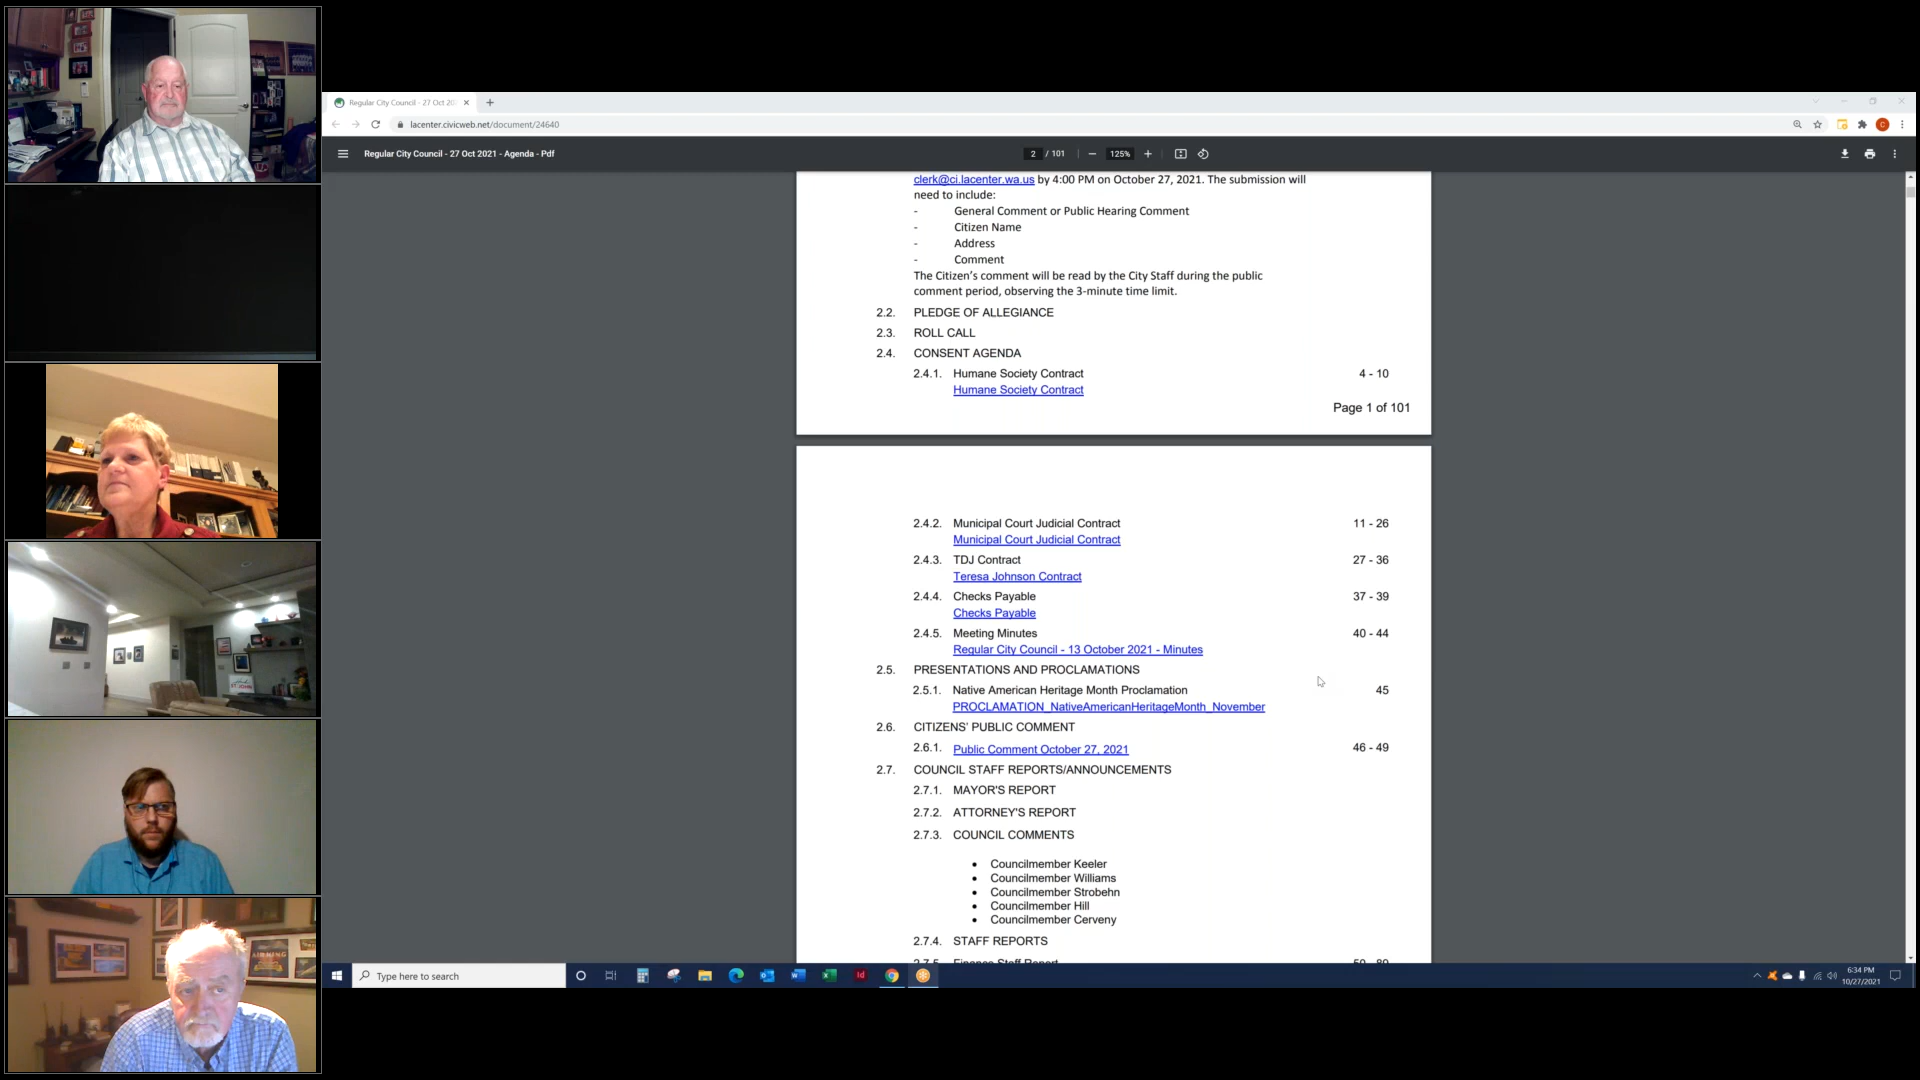 Regular City Council - 27 Oct 20
lacenter.civicweb.net/document/24640
Regular City Council - 27 Oct 2021 - Agenda - Pdf
2 / 101
125%
clerk@ci.lacenter.wa.us by 4:00 PM on October 27, 2021. The submission will
need to include:
- General Comment or Public Hearing Comment
- Citizen Name
- Address
- Comment
The Citizen's comment will be read by the City Staff during the public
comment period, observing the 3-minute time limit.
2.2. PLEDGE OF ALLEGIANCE
2.3. ROLL CALL
2.4. CONSENT AGENDA
2.4.1. Humane Society Contract 4 - 10
Humane Society Contract
Page 1 of 101
2.4.2. Municipal Court Judicial Contract 11 - 26
Municipal Court Judicial Contract
2.4.3. TDJ Contract 27 - 36
Teresa Johnson Contract
2.4.4. Checks Payable 37 - 39
Checks Payable
2.4.5. Meeting Minutes 40 - 44
Regular City Council - 13 October 2021 - Minutes
2.5. PRESENTATIONS AND PROCLAMATIONS
2.5.1. Native American Heritage Month Proclamation 45
PROCLAMATION_NativeAmericanHeritageMonth_November
2.6. CITIZENS' PUBLIC COMMENT
2.6.1. Public Comment October 27, 2021 46 - 49
2.7. COUNCIL STAFF REPORTS/ANNOUNCEMENTS
2.7.1. MAYOR'S REPORT
2.7.2. ATTORNEY'S REPORT
2.7.3. COUNCIL COMMENTS
• Councilmember Keeler
• Councilmember Williams
• Councilmember Strobehn
• Councilmember Hill
• Councilmember Cerveny
2.7.4. STAFF REPORTS
2.7.5. Finance Staff Report 50 - 89
Type here to search
6:34 PM
10/27/2021
ST. JOHN